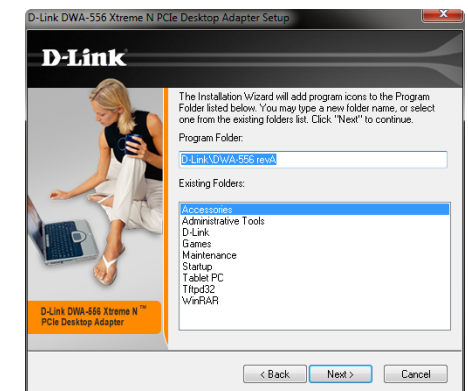 D-Link DWA-556 Xtreme N PCIe Desktop Adapter Setup
D-Link
The Installation Wizard will add program icons to the Program
Folder listed below. You may type a new folder name, or select
one from the existing folders list. Click "Next" to continue.
Program Folder:
D-Link\DWA-556 revA
Existing Folders:
Accessories
Administrative Tools
D-Link
Games
Maintenance
Startup
Tablet PC
Tftpd32
WinRAR
D-Link DWA-556 Xtreme N™
PCIe Desktop Adapter
< Back
Next >
Cancel